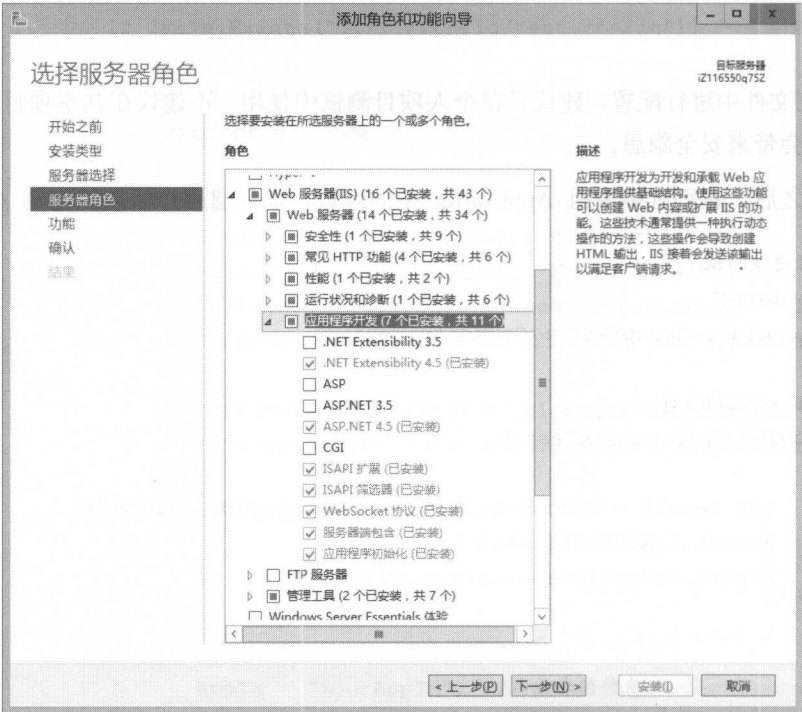 添加角色和功能向导
选择服务器角色
目标服务器
iZ116550q75Z
开始之前
安装类型
服务器选择
服务器角色
功能
确认
结果
选择要安装在所选服务器上的一个或多个角色。
角色
Web 服务器(IIS) (16 个已安装，共 43 个)
Web 服务器 (14 个已安装，共 34 个)
安全性 (1 个已安装，共 9 个)
常见 HTTP 功能 (4 个已安装，共 6 个)
性能 (1 个已安装，共 2 个)
运行状况和诊断 (1 个已安装，共 6 个)
应用程序开发 (7 个已安装，共 11 个)
.NET Extensibility 3.5
.NET Extensibility 4.5 (已安装)
ASP
ASP.NET 3.5
ASP.NET 4.5 (已安装)
CGI
ISAPI 扩展 (已安装)
ISAPI 筛选器 (已安装)
WebSocket 协议 (已安装)
服务器端包含 (已安装)
应用程序初始化 (已安装)
FTP 服务器
管理工具 (2 个已安装，共 7 个)
Windows Server Essentials 体验
描述
应用程序开发为开发和承载 Web 应
用程序提供基础结构。使用这些功能
可以创建 Web 内容或扩展 IIS 的功
能。这些技术通常提供一种执行动态
操作的方法，这些操作会导致创建
HTML 输出，IIS 接着会发送该输出
以满足客户端请求。
< 上一步(P)
下一步(N) >
安装(I)
取消